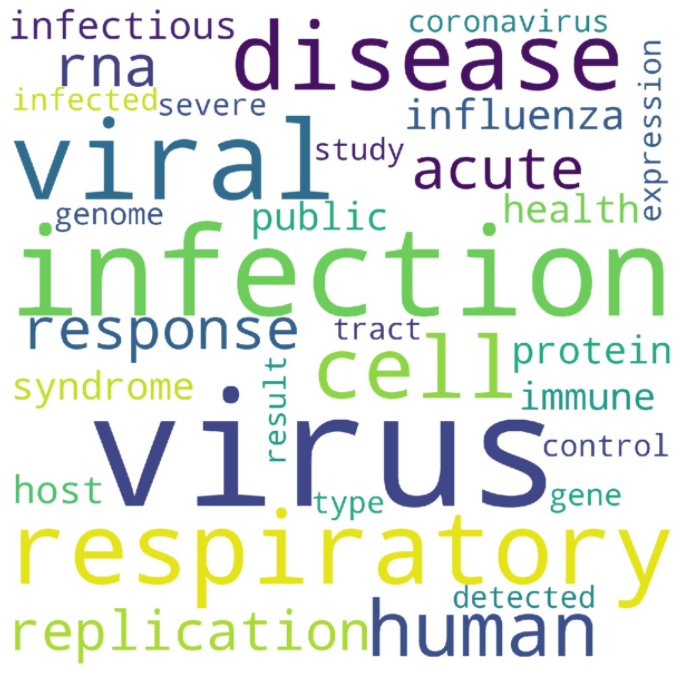 infectious
coronavirus
disease
rna
expression
infected
severe
influenza
viral
study
acute
genome
public
health
infection
response
tract
cell
protein
syndrome
result
immune
virus
control
host
type
gene
respiratory
detected
replication
human